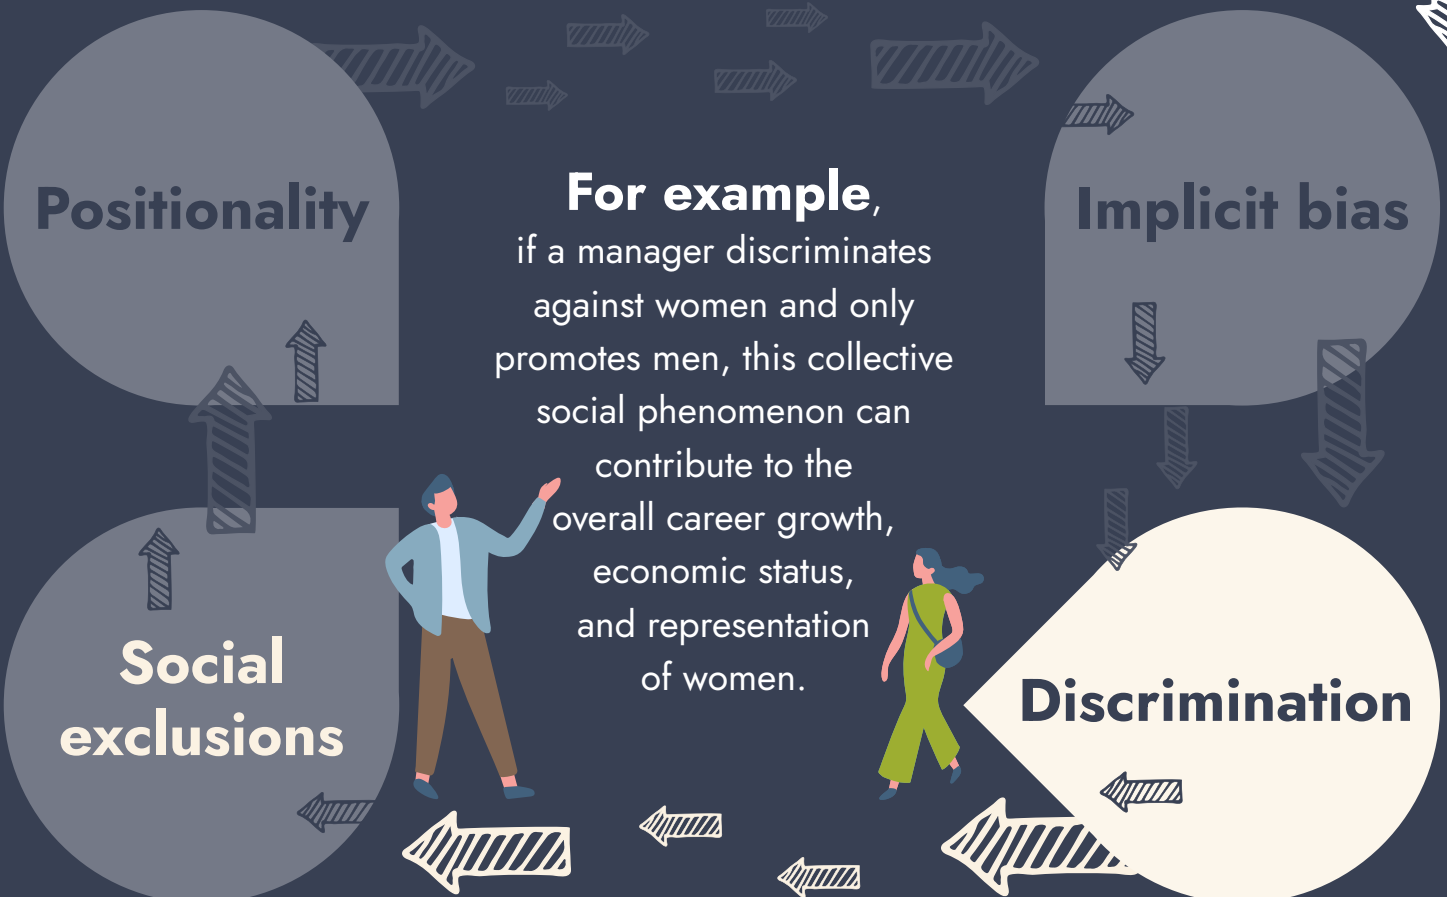 Positionality
Implicit bias
For example,
if a manager discriminates
against women and only
promotes men, this collective
social phenomenon can
contribute to the
overall career growth,
economic status,
and representation
of women.
Social
exclusions
Discrimination